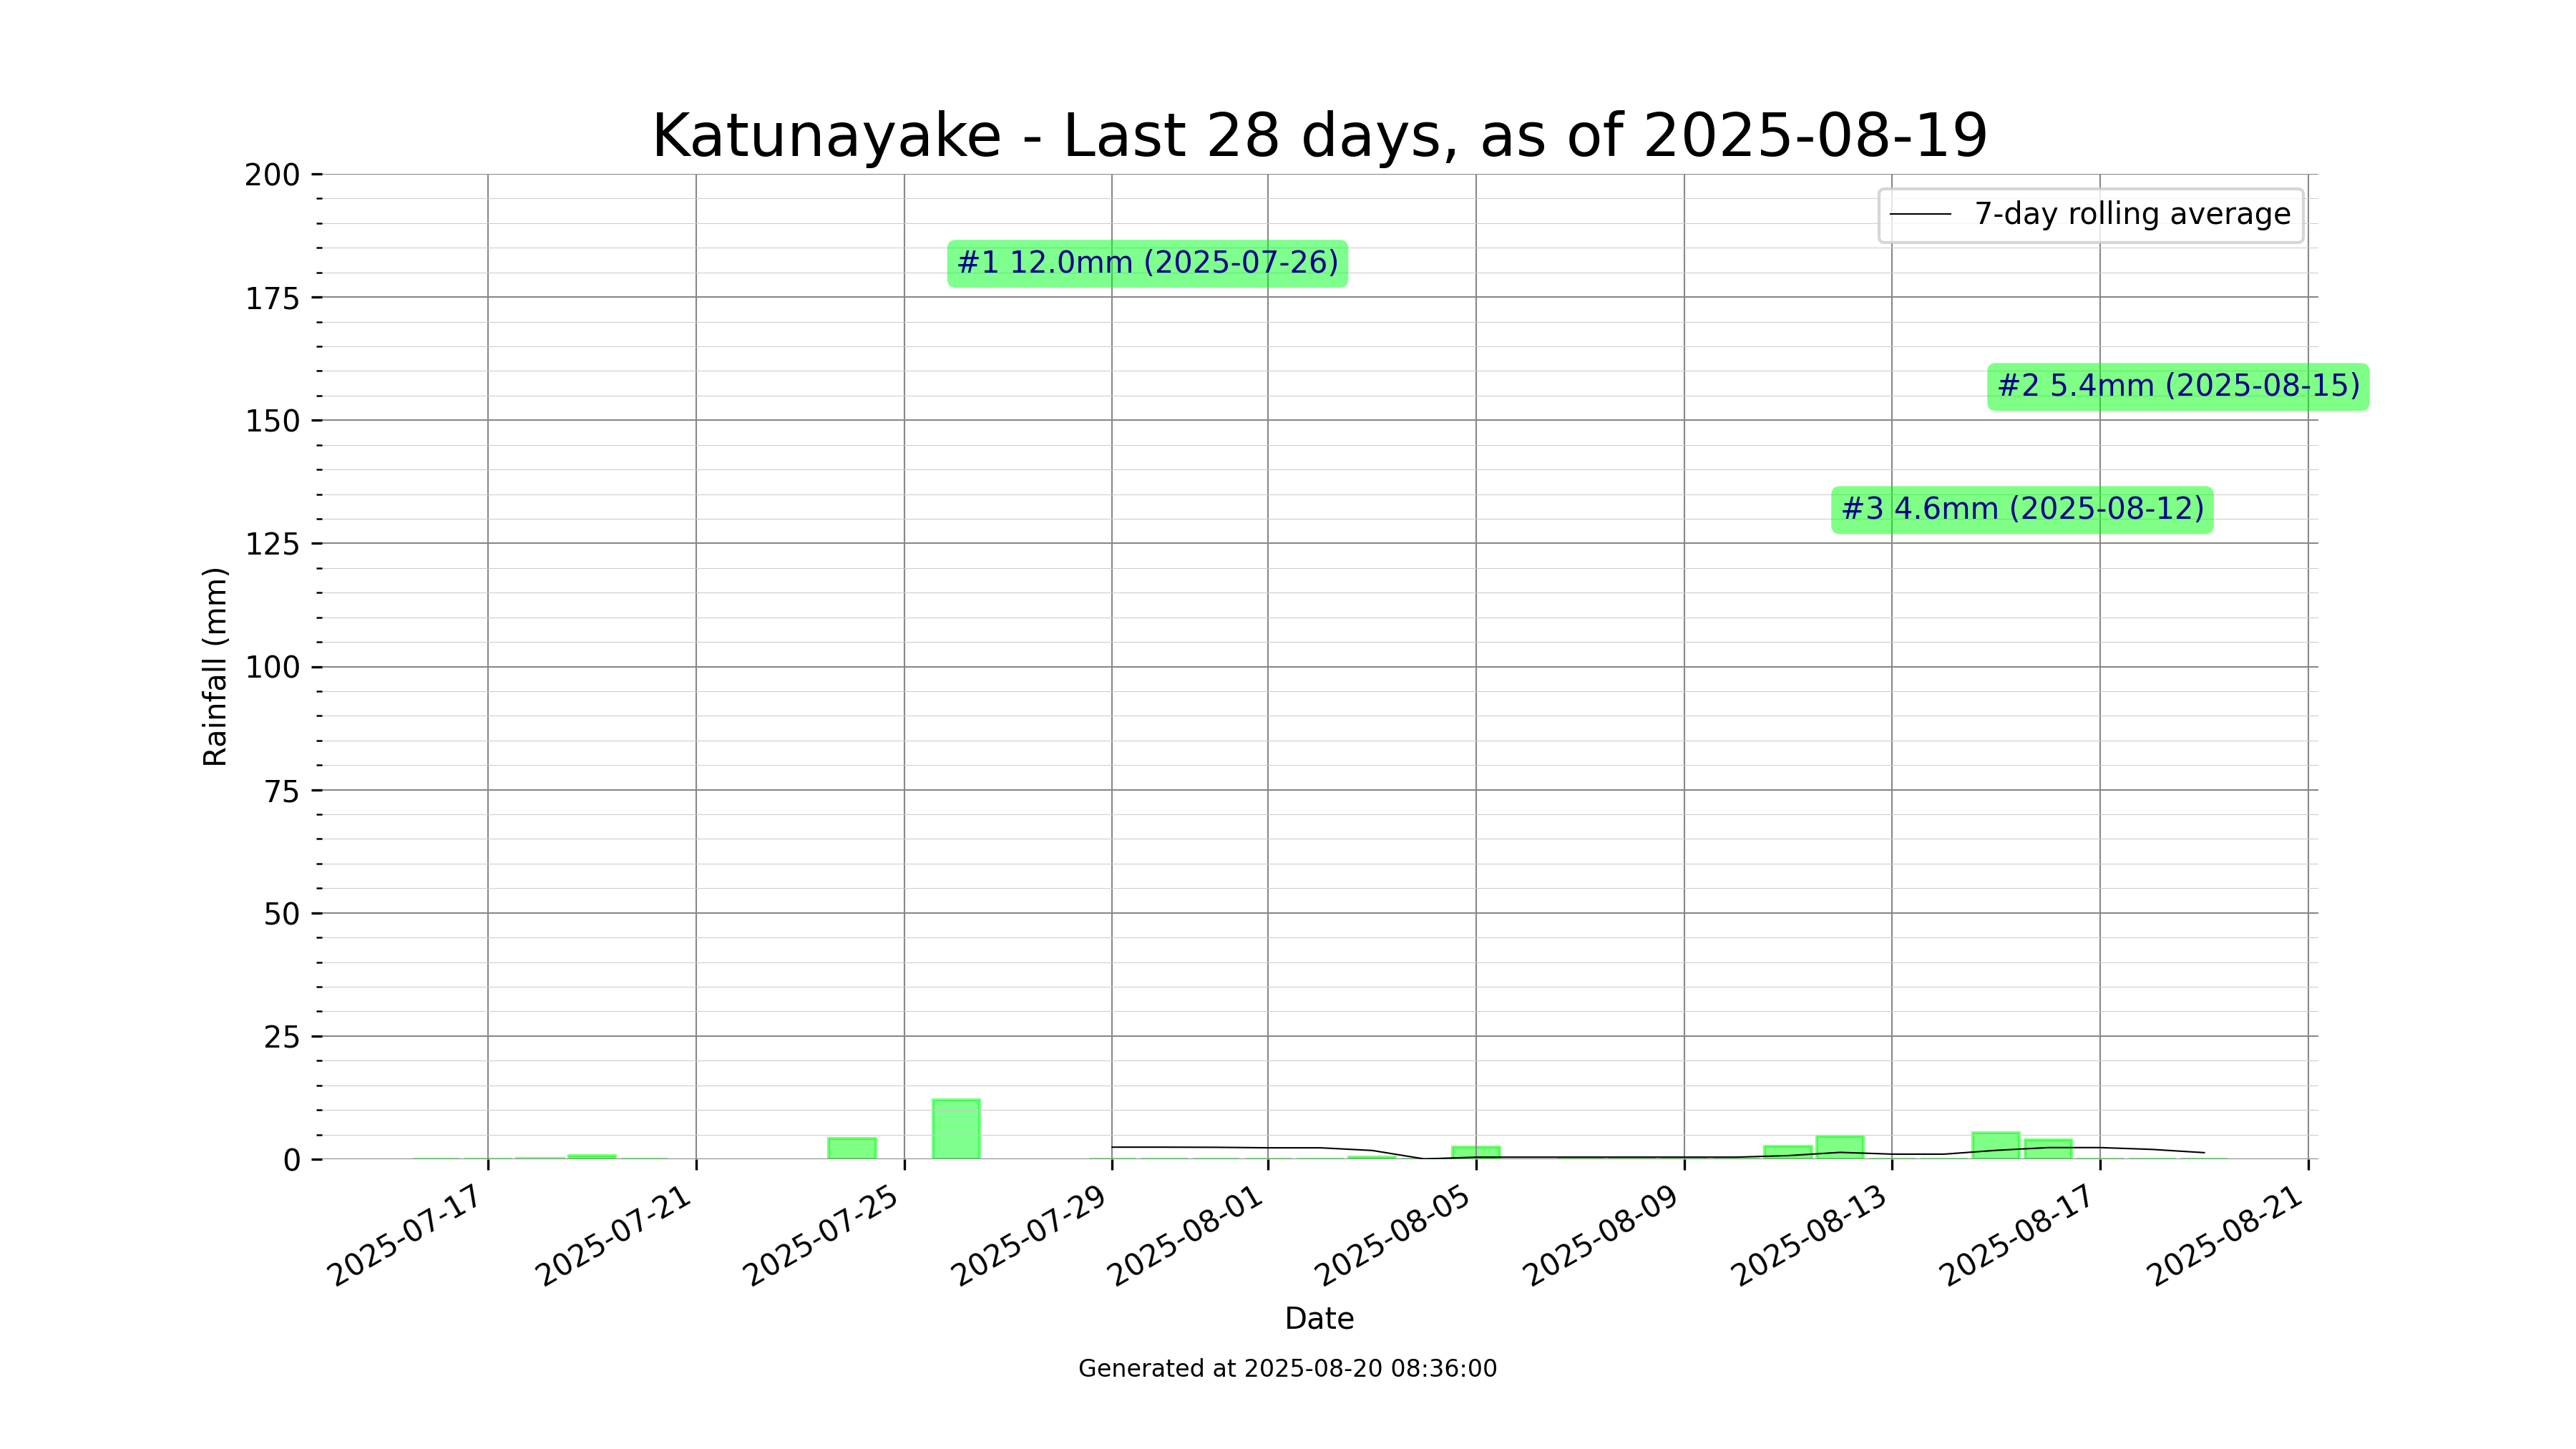 Katunayake - Last 28 days, as of 2025-08-19
7-day rolling average
#1 12.0mm (2025-07-26)
#2 5.4mm (2025-08-15)
#3 4.6mm (2025-08-12)
Rainfall (mm)
200
175
150
125
100
75
50
25
0
2025-07-17
2025-07-21
2025-07-25
2025-07-29
2025-08-01
2025-08-05
2025-08-09
2025-08-13
2025-08-17
2025-08-21
Date
Generated at 2025-08-20 08:36:00